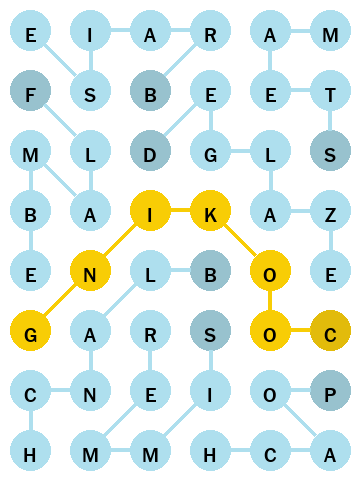 E I A R A M
F S B E E T
M L D G L S
B A I K A Z
E N L B O E
G A R S O C
C N E I O P
H M M H C A